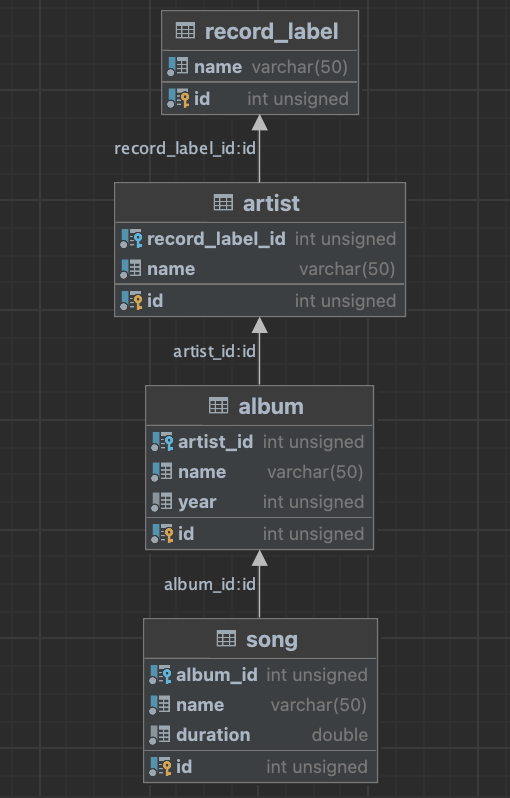 record_label
name varchar(50)
id int unsigned
record_label_id:id
artist
record_label_id int unsigned
name varchar(50)
id int unsigned
artist_id:id
album
artist_id int unsigned
name varchar(50)
year int unsigned
id int unsigned
album_id:id
song
album_id int unsigned
name varchar(50)
duration double
id int unsigned